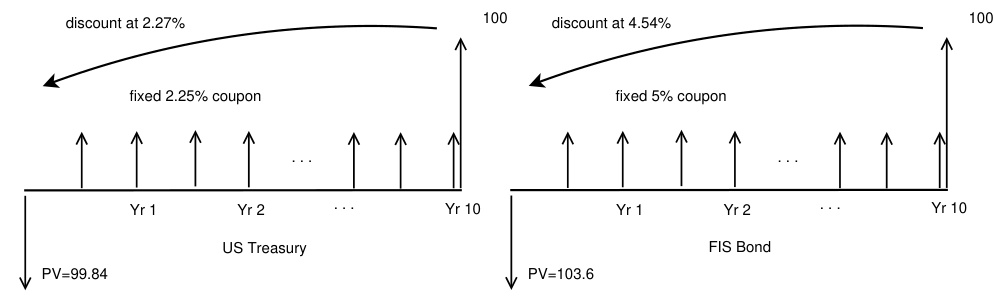 discount at 2.27%
100
fixed 2.25% coupon
. . .
Yr 1
Yr 2
. . .
Yr 10
US Treasury
PV=99.84
discount at 4.54%
100
fixed 5% coupon
. . .
Yr 1
Yr 2
. . .
Yr 10
FIS Bond
PV=103.6